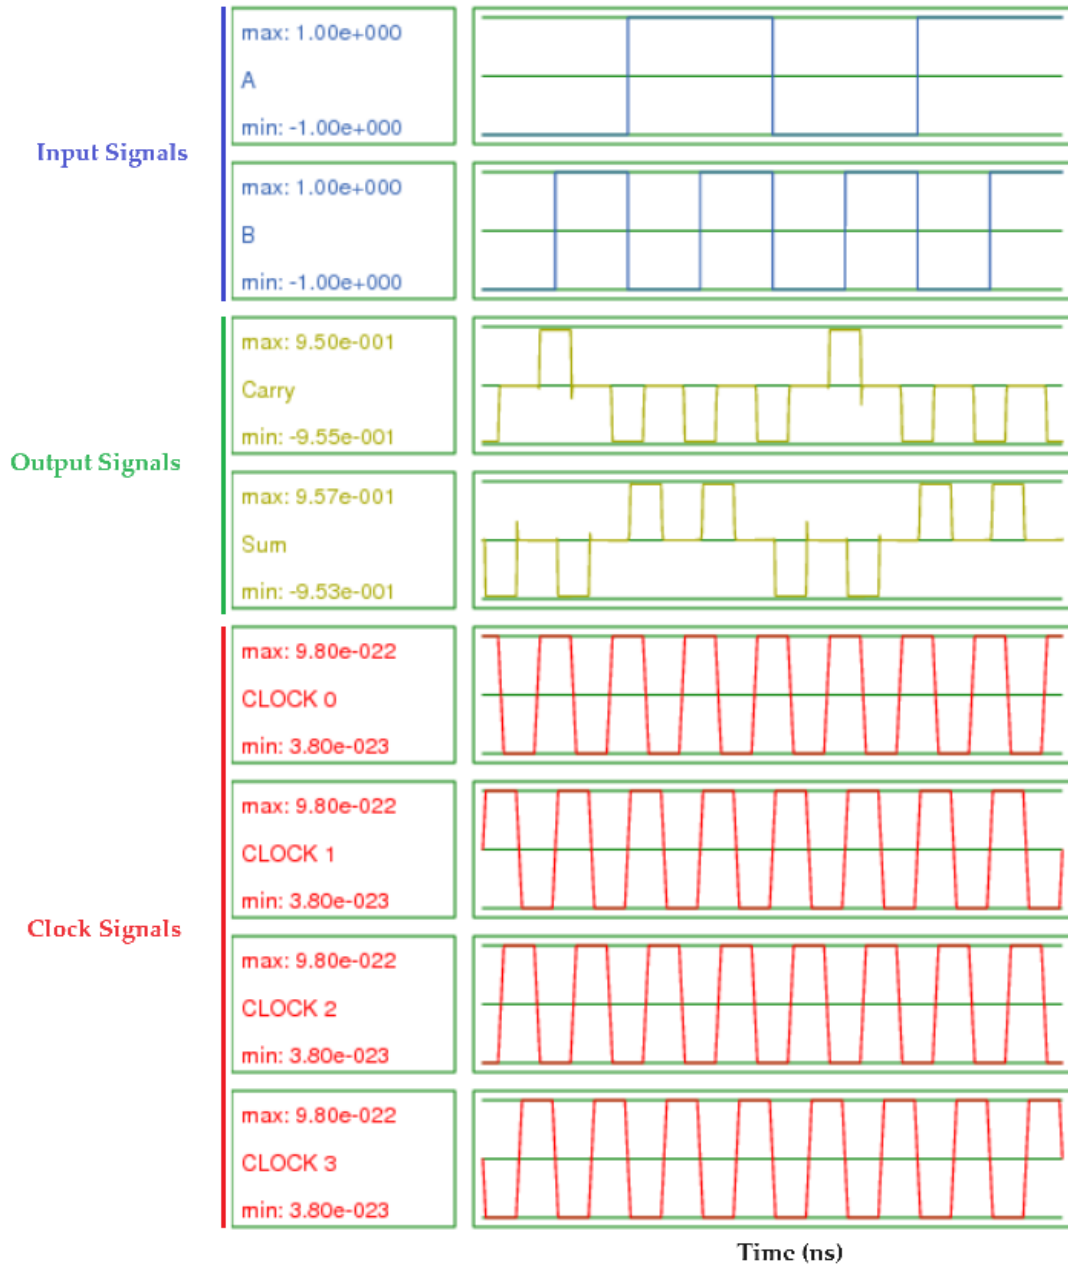 max: 1.00e+000
A
min: -1.00e+000
Input Signals
max: 1.00e+000
B
min: -1.00e+000
max: 9.50e-001
Carry
min: -9.55e-001
Output Signals
max: 9.57e-001
Sum
min: -9.53e-001
max: 9.80e-022
CLOCK 0
min: 3.80e-023
max: 9.80e-022
CLOCK 1
min: 3.80e-023
Clock Signals
max: 9.80e-022
CLOCK 2
min: 3.80e-023
max: 9.80e-022
CLOCK 3
min: 3.80e-023
Time (ns)